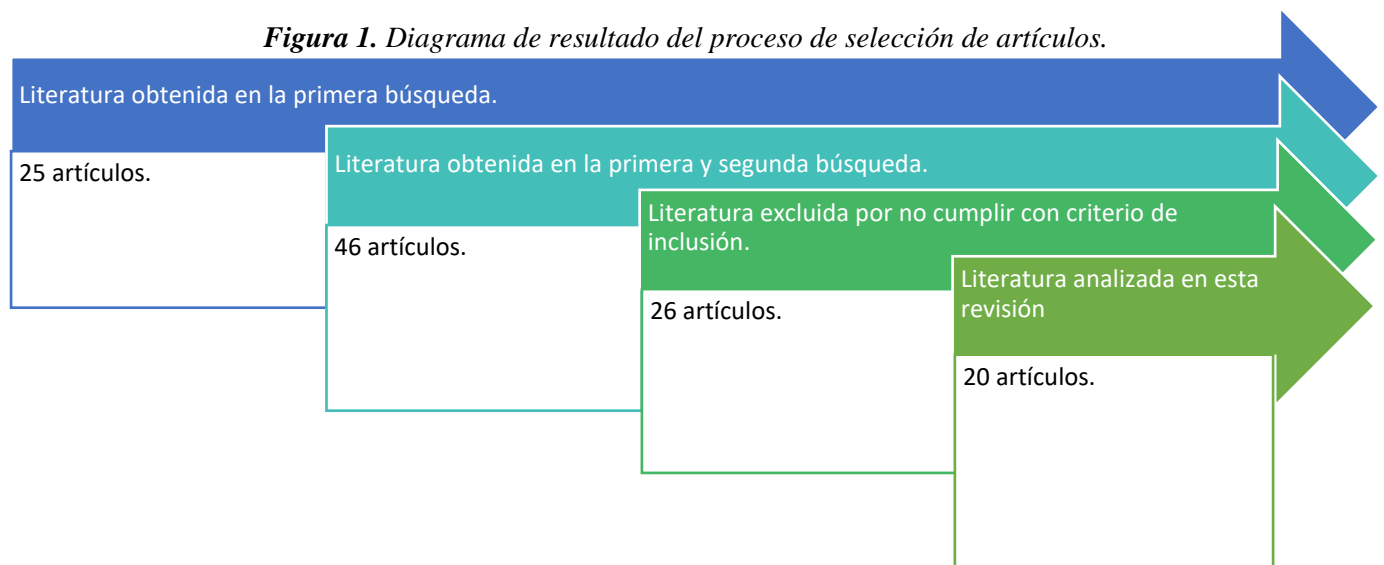 Figura 1. Diagrama de resultado del proceso de selección de artículos.
Literatura obtenida en la primera búsqueda.
25 artículos.
Literatura obtenida en la primera y segunda búsqueda.
46 artículos.
Literatura excluida por no cumplir con criterio de
inclusión.
26 artículos.
Literatura analizada en esta
revisión
20 artículos.